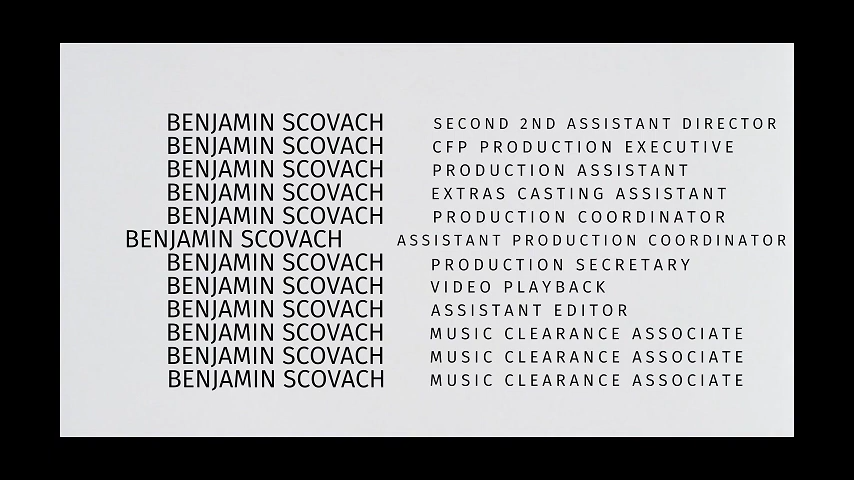 BENJAMIN SCOVACH SECOND 2ND ASSISTANT DIRECTOR
BENJAMIN SCOVACH CFP PRODUCTION EXECUTIVE
BENJAMIN SCOVACH PRODUCTION ASSISTANT
BENJAMIN SCOVACH EXTRAS CASTING ASSISTANT
BENJAMIN SCOVACH PRODUCTION COORDINATOR
BENJAMIN SCOVACH ASSISTANT PRODUCTION COORDINATOR
BENJAMIN SCOVACH PRODUCTION SECRETARY
BENJAMIN SCOVACH VIDEO PLAYBACK
BENJAMIN SCOVACH ASSISTANT EDITOR
BENJAMIN SCOVACH MUSIC CLEARANCE ASSOCIATE
BENJAMIN SCOVACH MUSIC CLEARANCE ASSOCIATE
BENJAMIN SCOVACH MUSIC CLEARANCE ASSOCIATE